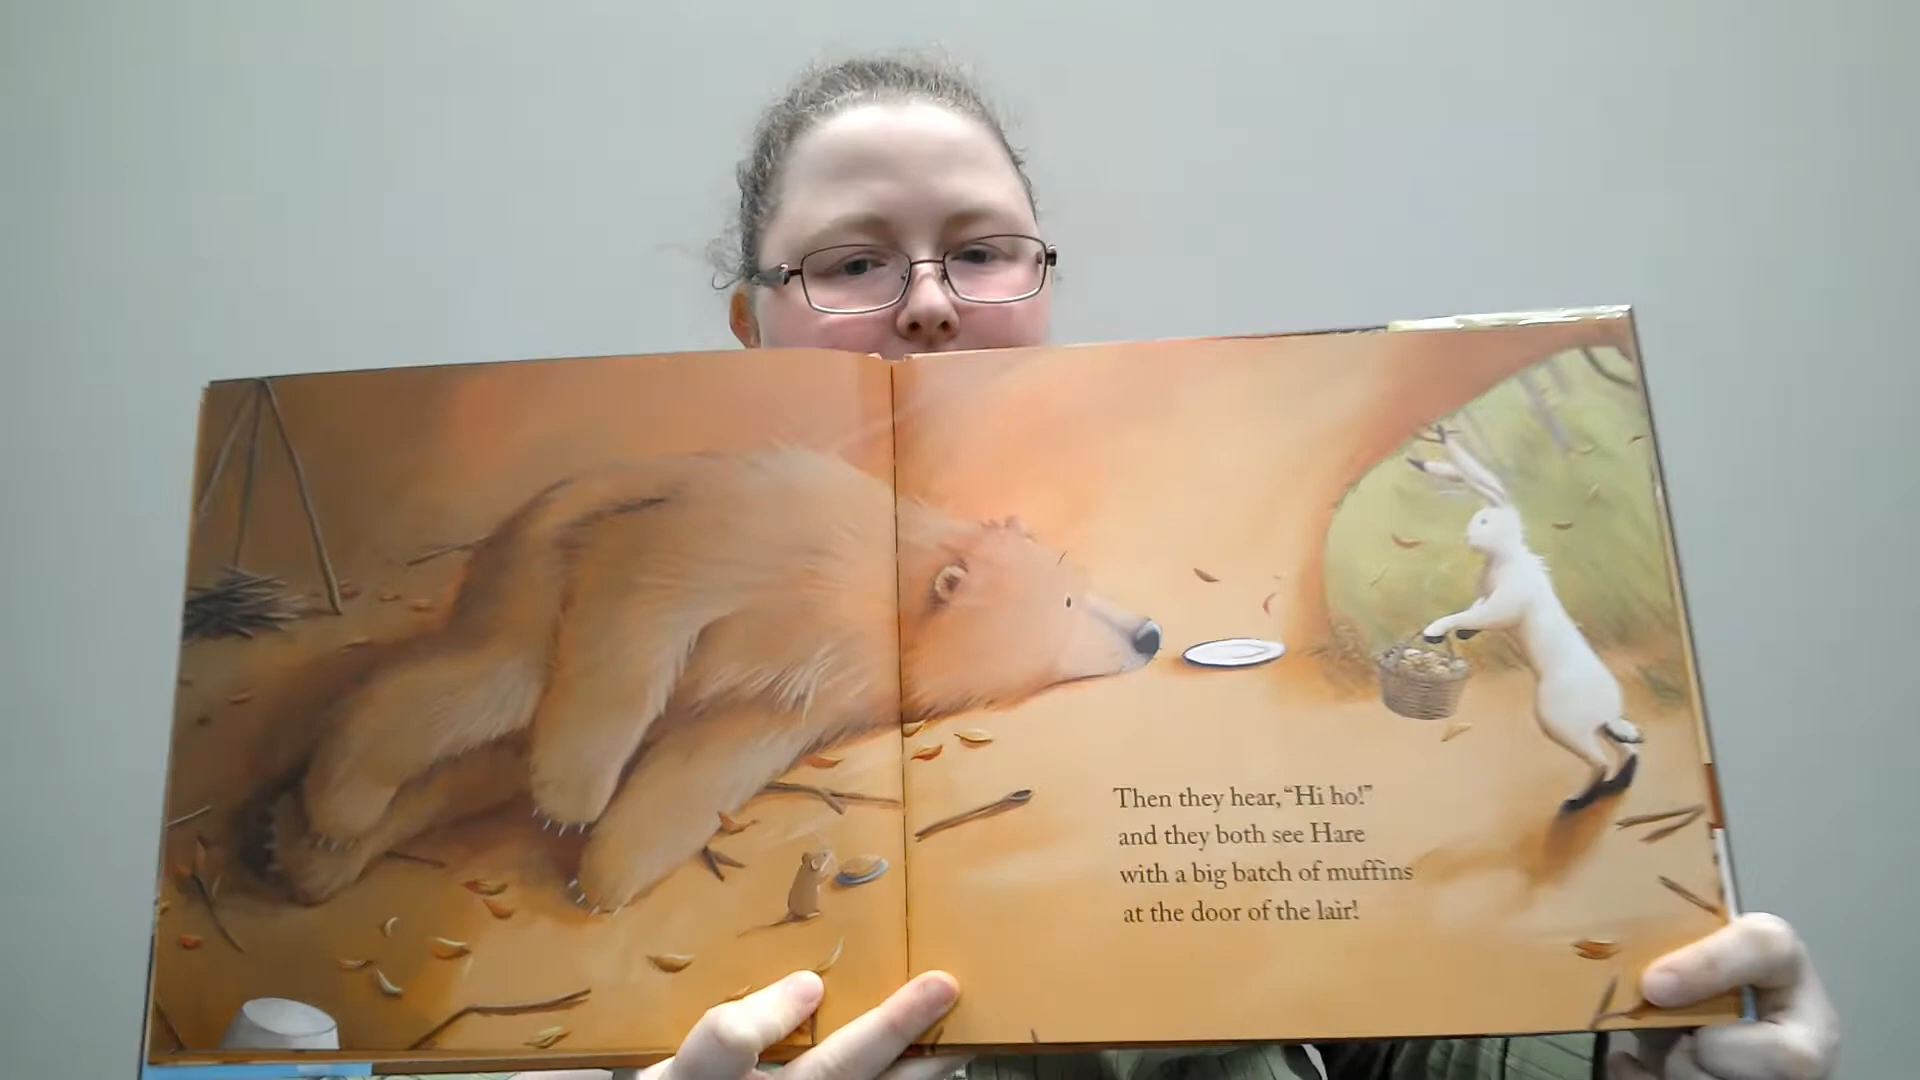 Then they hear, “Hi ho!”
and they both see Hare
with a big batch of muffins
at the door of the lair!